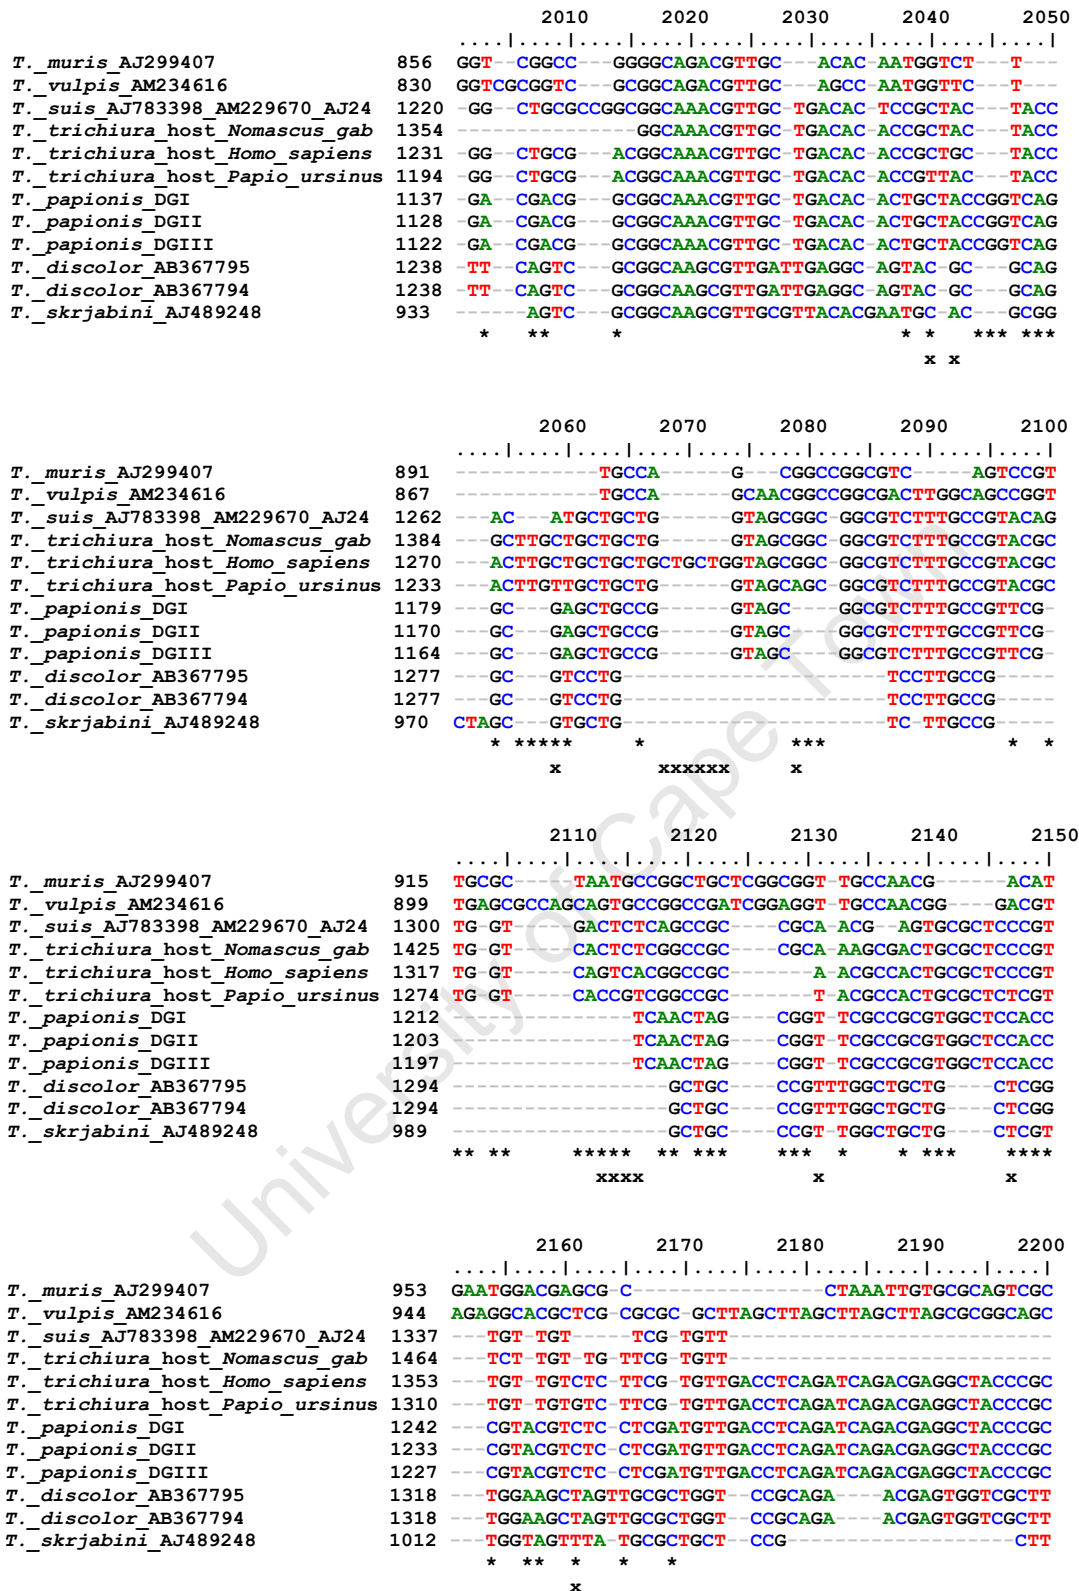 2010 2020 2030 2040 2050
....|....|....|....|....|....|....|....|....|....|
T._muris_AJ299407 856 GGT--CGGCC---GGGGCAGACGTTGC--ACAC-AATGGTCT---T---
T._vulpis_AM234616 830 GGTCGCGGTC---GCGGCAGACGTTGC--AGCC-AATGGTTC---T---
T._suis_AJ783398_AM229670_AJ24 1220 -GG--CTGCGCCGGCGGCAAACGTTGC-TGACAC-TCCGCTAC---TACC
T._trichiura_host_Nomascus_gab 1354 ---------------GGCAAACGTTGC-TGACAC-ACCGCTAC---TACC
T._trichiura_host_Homo_sapiens 1231 -GG--CTGCG---ACGGCAAACGTTGC-TGACAC-ACCGCTGC---TACC
T._trichiura_host_Papio_ursinus 1194 -GG--CTGCG---ACGGCAAACGTTGC-TGACAC-ACCGTTAC---TACC
T._papionis_DGI 1137 -GA--CGACG---GCGGCAAACGTTGC-TGACAC-ACTGCTACCGGTCAG
T._papionis_DGII 1128 -GA--CGACG---GCGGCAAACGTTGC-TGACAC-ACTGCTACCGGTCAG
T._papionis_DGIII 1122 -GA--CGACG---GCGGCAAACGTTGC-TGACAC-ACTGCTACCGGTCAG
T._discolor_AB367795 1238 -TT--CAGTC---GCGGCAAGCGTTGATTGAGGC-AGTAC-GC---GCAG
T._discolor_AB367794 1238 -TT--CAGTC---GCGGCAAGCGTTGATTGAGGC-AGTAC-GC---GCAG
T._skrjabini_AJ489248 933 ------AGTC---GCGGCAAGCGTTGCGTTACACGAATGC-AC---GCGG
* ** * * * *** ***
x x
2060 2070 2080 2090 2100
....|....|....|....|....|....|....|....|....|....|
T._muris_AJ299407 891 ------------TGCCA------G---CGGCCGGCGTC-----AGTCCGT
T._vulpis_AM234616 867 ------------TGCCA------GCAACGGCCGGCGACTTGGCAGCCGGT
T._suis_AJ783398_AM229670_AJ24 1262 ---AC---ATGCTGCTG------GTAGCGGC-GGCGTCTTTGCCGTACAG
T._trichiura_host_Nomascus_gab 1384 ---GCTTGCTGCTGCTG------GTAGCGGC-GGCGTCTTTGCCGTACGC
T._trichiura_host_Homo_sapiens 1270 ---ACTTGCTGCTGCTGCTGCTGGTAGCGGC-GGCGTCTTTGCCGTACGC
T._trichiura_host_Papio_ursinus 1233 ---ACTTGTTGCTGCTG------GTAGCAGC-GGCGTCTTTGCCGTACGC
T._papionis_DGI 1179 ---GC---GAGCTGCCG------GTAGC----GGCGTCTTTGCCGTTCG-
T._papionis_DGII 1170 ---GC---GAGCTGCCG------GTAGC----GGCGTCTTTGCCGTTCG-
T._papionis_DGIII 1164 ---GC---GAGCTGCCG------GTAGC----GGCGTCTTTGCCGTTCG-
T._discolor_AB367795 1277 ---GC---GTCCTG----------------------TCCTTGCCG-----
T._discolor_AB367794 1277 ---GC---GTCCTG----------------------TCCTTGCCG-----
T._skrjabini_AJ489248 970 CTAGC---GTGCTG----------------------TC-TTGCCG-----
* ***** * *** * *
x xxxxxx x
2110 2120 2130 2140 2150
....|....|....|....|....|....|....|....|....|....|
T._muris_AJ299407 915 TGCGC-----TAATGCCGGCTGCTCGGCGGT-TGCCAACG------ACAT
T._vulpis_AM234616 899 TGAGCGCCAGCAGTGCCGGCCGATCGGAGGT-TGCCAACGG----GACGT
T._suis_AJ783398_AM229670_AJ24 1300 TG-GT-----GACTCTCAGCCGC----CGCA-ACG--AGTGCGCTCCCGT
T._trichiura_host_Nomascus_gab 1425 TG-GT-----CACTCTCGGCCGC----CGCA-AAGCGACTGCGCTCCCGT
T._trichiura_host_Homo_sapiens 1317 TG-GT-----CAGTCACGGCCGC-------A-ACGCCACTGCGCTCCCGT
T._trichiura_host_Papio_ursinus 1274 TG-GT-----CACCGTCGGCCGC-------T-ACGCCACTGCGCTCTCGT
T._papionis_DGI 1212 ---------------TCAACTAG----CGGT-TCGCCGCGTGGCTCCACC
T._papionis_DGII 1203 ---------------TCAACTAG----CGGT-TCGCCGCGTGGCTCCACC
T._papionis_DGIII 1197 ---------------TCAACTAG----CGGT-TCGCCGCGTGGCTCCACC
T._discolor_AB367795 1294 ------------------GCTGC----CCGTTTGGCTGCTG----CTCGG
T._discolor_AB367794 1294 ------------------GCTGC----CCGTTTGGCTGCTG----CTCGG
T._skrjabini_AJ489248 989 ------------------GCTGC----CCGT-TGGCTGCTG----CTCGT
** ** ***** ** *** *** * * *** ****
xxxx x x
2160 2170 2180 2190 2200
....|....|....|....|....|....|....|....|....|....|
T._muris_AJ299407 953 GAATGGACGAGCG-C----------------CTAAATTGTGCGCAGTCGC
T._vulpis_AM234616 944 AGAGGCACGCTCG-CGCGC-GCTTAGCTTAGCTTAGCTTAGCGCGGCAGC
T._suis_AJ783398_AM229670_AJ24 1337 ---TGT-TGT-----TCG-TGTT---------------------------
T._trichiura_host_Nomascus_gab 1464 ---TCT-TGT-TG-TTCG-TGTT---------------------------
T._trichiura_host_Homo_sapiens 1353 ---TGT-TGTCTC-TTCG-TGTTGACCTCAGATCAGACGAGGCTACCCGC
T._trichiura_host_Papio_ursinus 1310 ---TGT-TGTGTC-TTCG-TGTTGACCTCAGATCAGACGAGGCTACCCGC
T._papionis_DGI 1242 ---CGTACGTCTC-CTCGATGTTGACCTCAGATCAGACGAGGCTACCCGC
T._papionis_DGII 1233 ---CGTACGTCTC-CTCGATGTTGACCTCAGATCAGACGAGGCTACCCGC
T._papionis_DGIII 1227 ---CGTACGTCTC-CTCGATGTTGACCTCAGATCAGACGAGGCTACCCGC
T._discolor_AB367795 1318 ---TGGAAGCTAGTTGCGCTGGT--CCGCAGA----ACGAGTGGTCGCTT
T._discolor_AB367794 1318 ---TGGAAGCTAGTTGCGCTGGT--CCGCAGA----ACGAGTGGTCGCTT
T._skrjabini_AJ489248 1012 ---TGGTAGTTTA-TGCGCTGCT--CCG-------------------CTT
* ** * * *
x
University of Cape Town